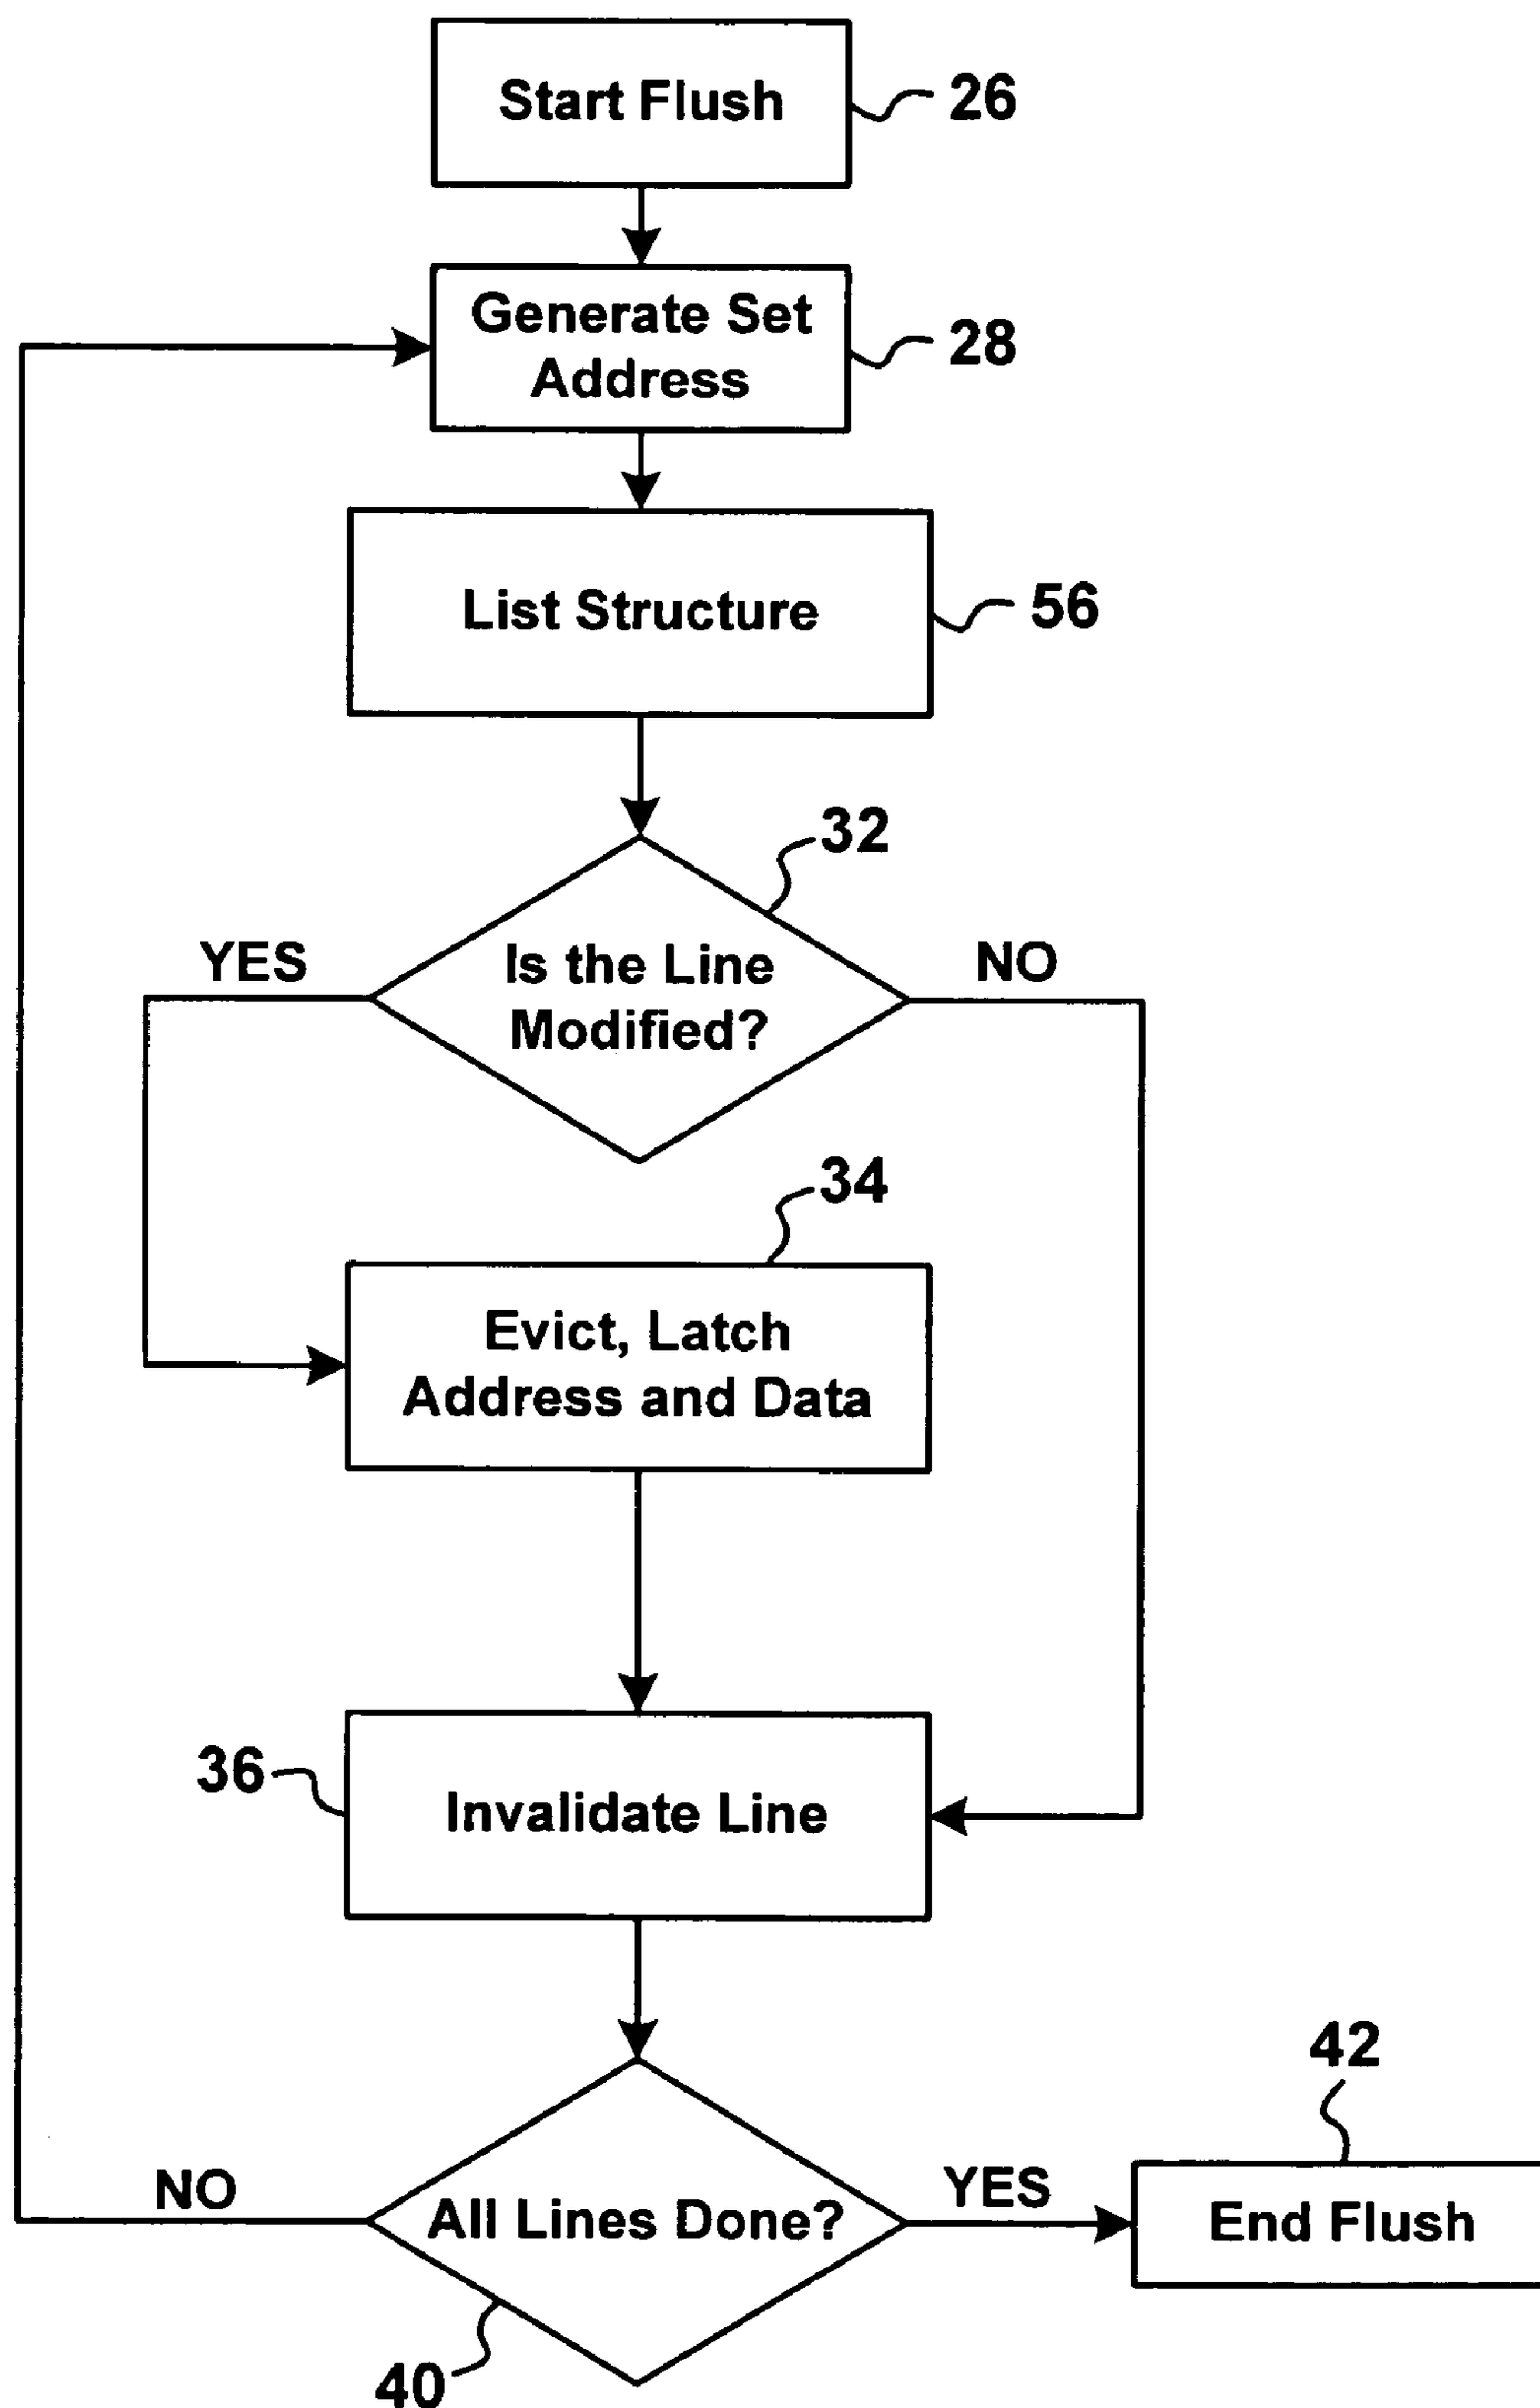 Start Flush
26
Generate Set
Address
28
List Structure
56
32
YES
Is the Line
Modified?
NO
34
Evict, Latch
Address and Data
36
Invalidate Line
42
NO
All Lines Done?
YES
End Flush
40